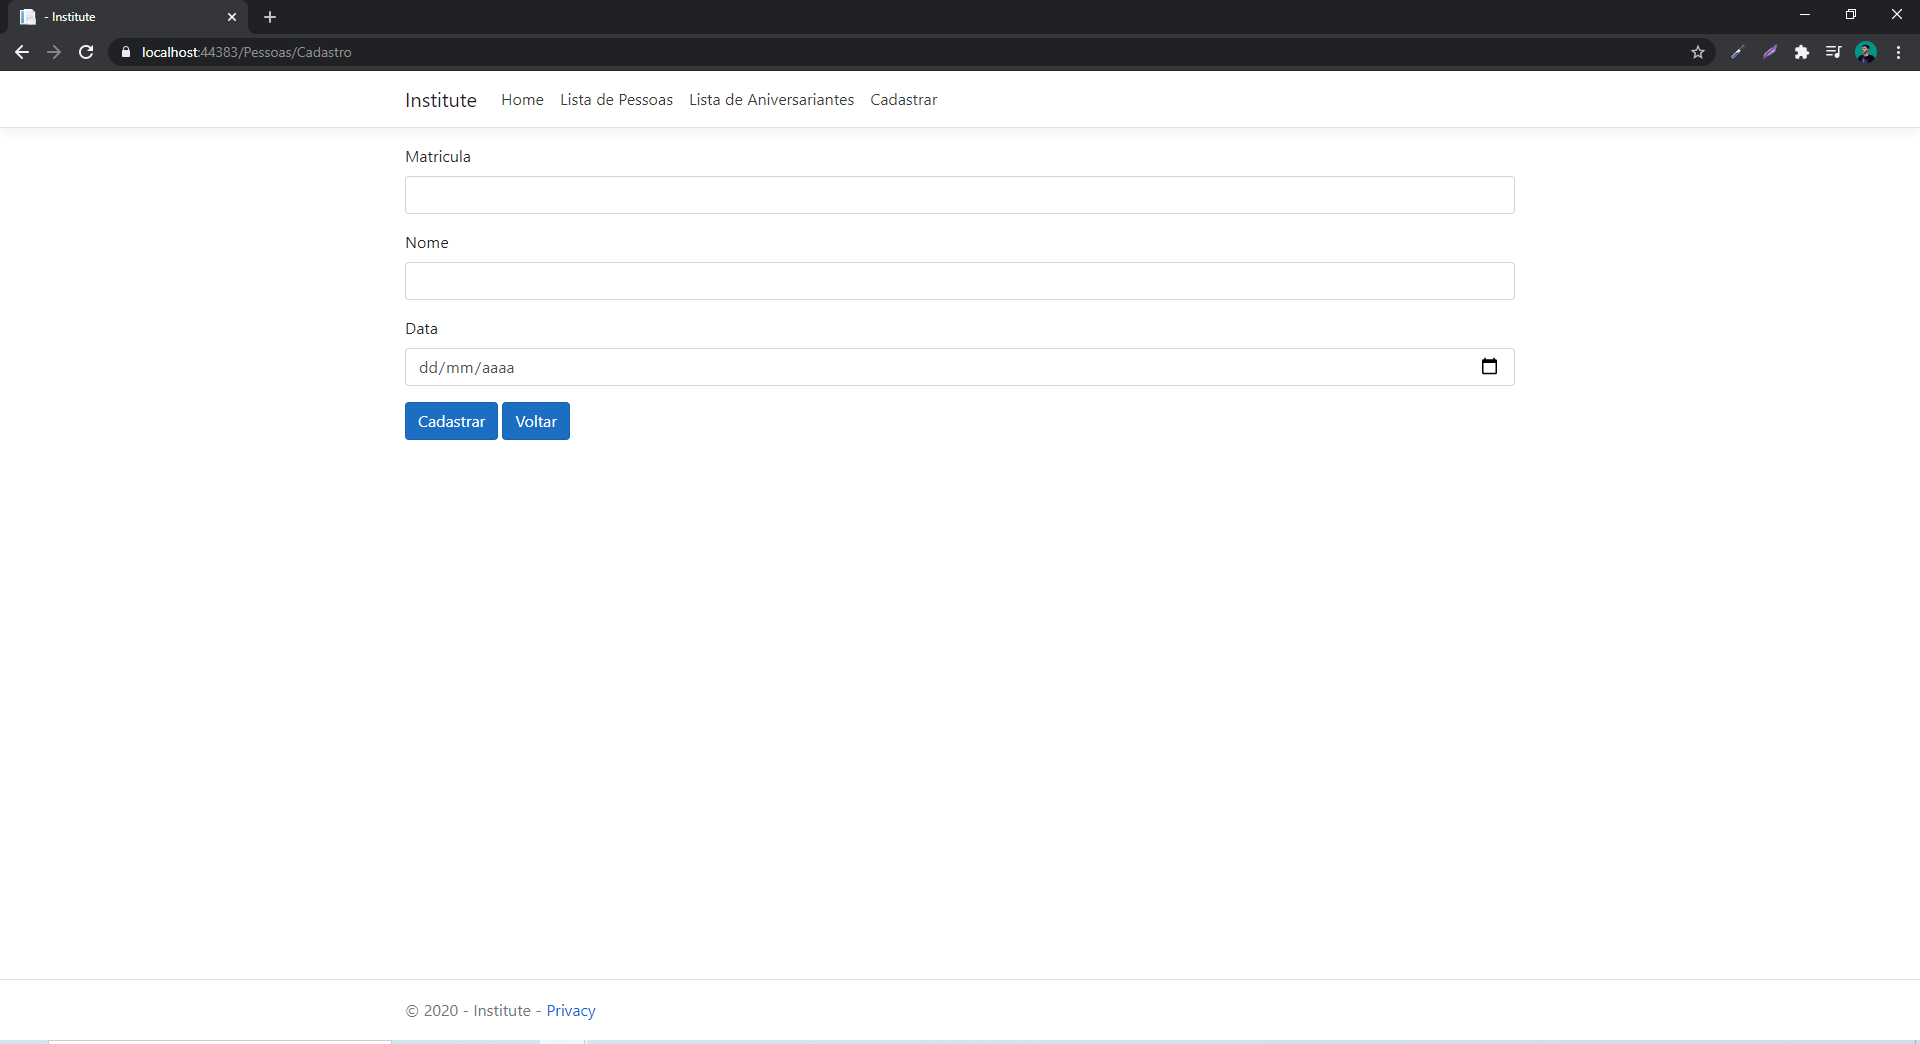 - Institute
localhost:44383/Pessoas/Cadastro
Institute Home Lista de Pessoas Lista de Aniversariantes Cadastrar
Matricula
Nome
Data
dd/mm/aaaa
Cadastrar Voltar
© 2020 - Institute - Privacy